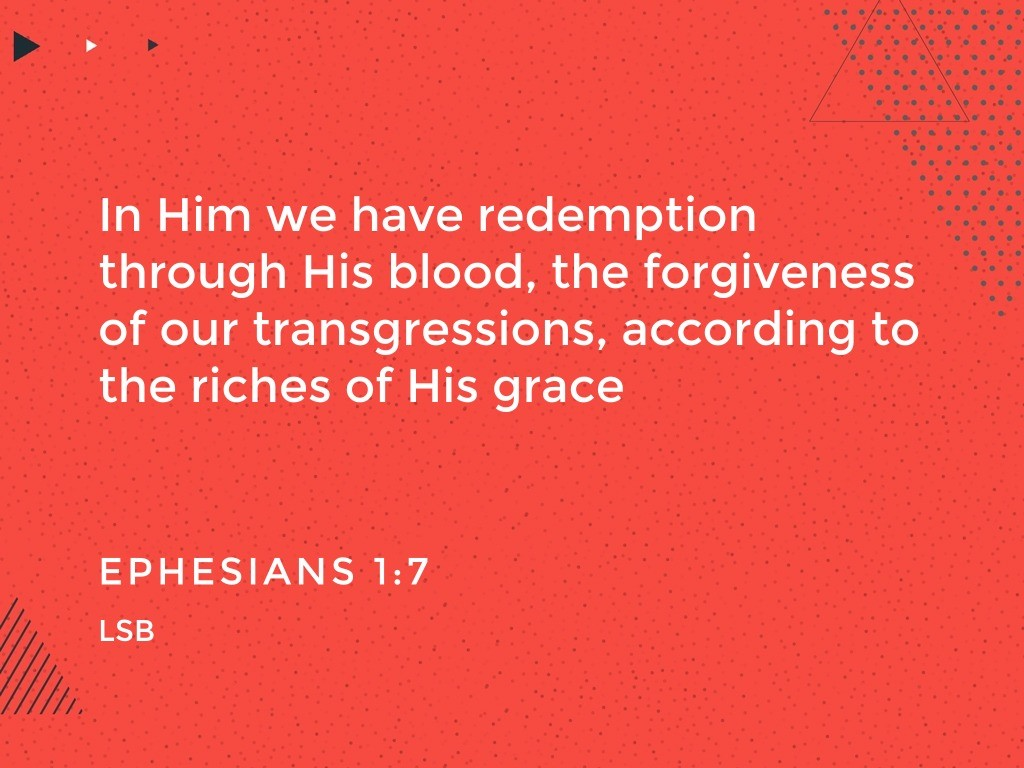 In Him we have redemption
through His blood, the forgiveness
of our transgressions, according to
the riches of His grace
EPHESIANS 1:7
LSB